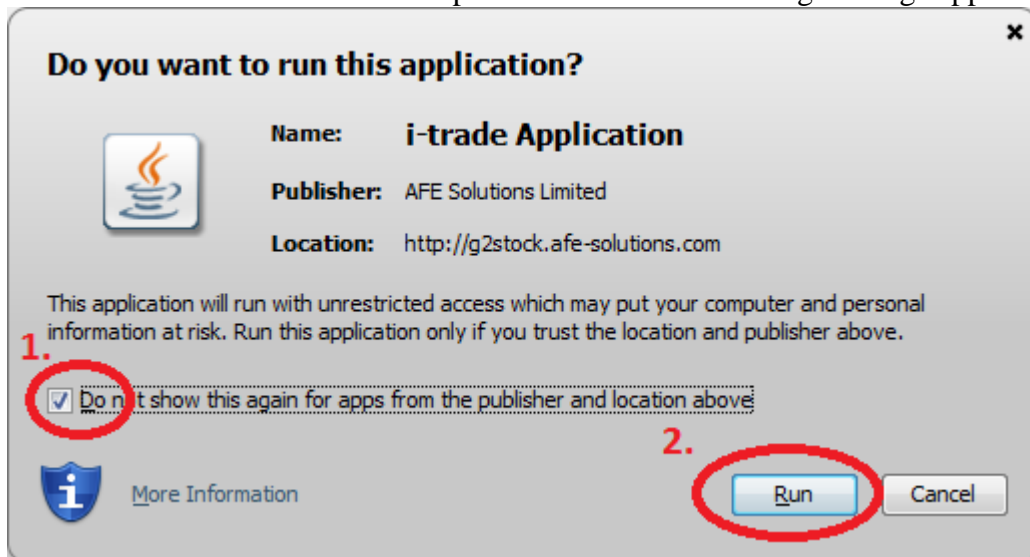 Do you want to run this application?
Name: i-trade Application
Publisher: AFE Solutions Limited
Location: http://g2stock.afe-solutions.com
This application will run with unrestricted access which may put your computer and personal
information at risk. Run this application only if you trust the location and publisher above.
1.
Do not show this again for apps from the publisher and location above
2.
More Information
Run
Cancel